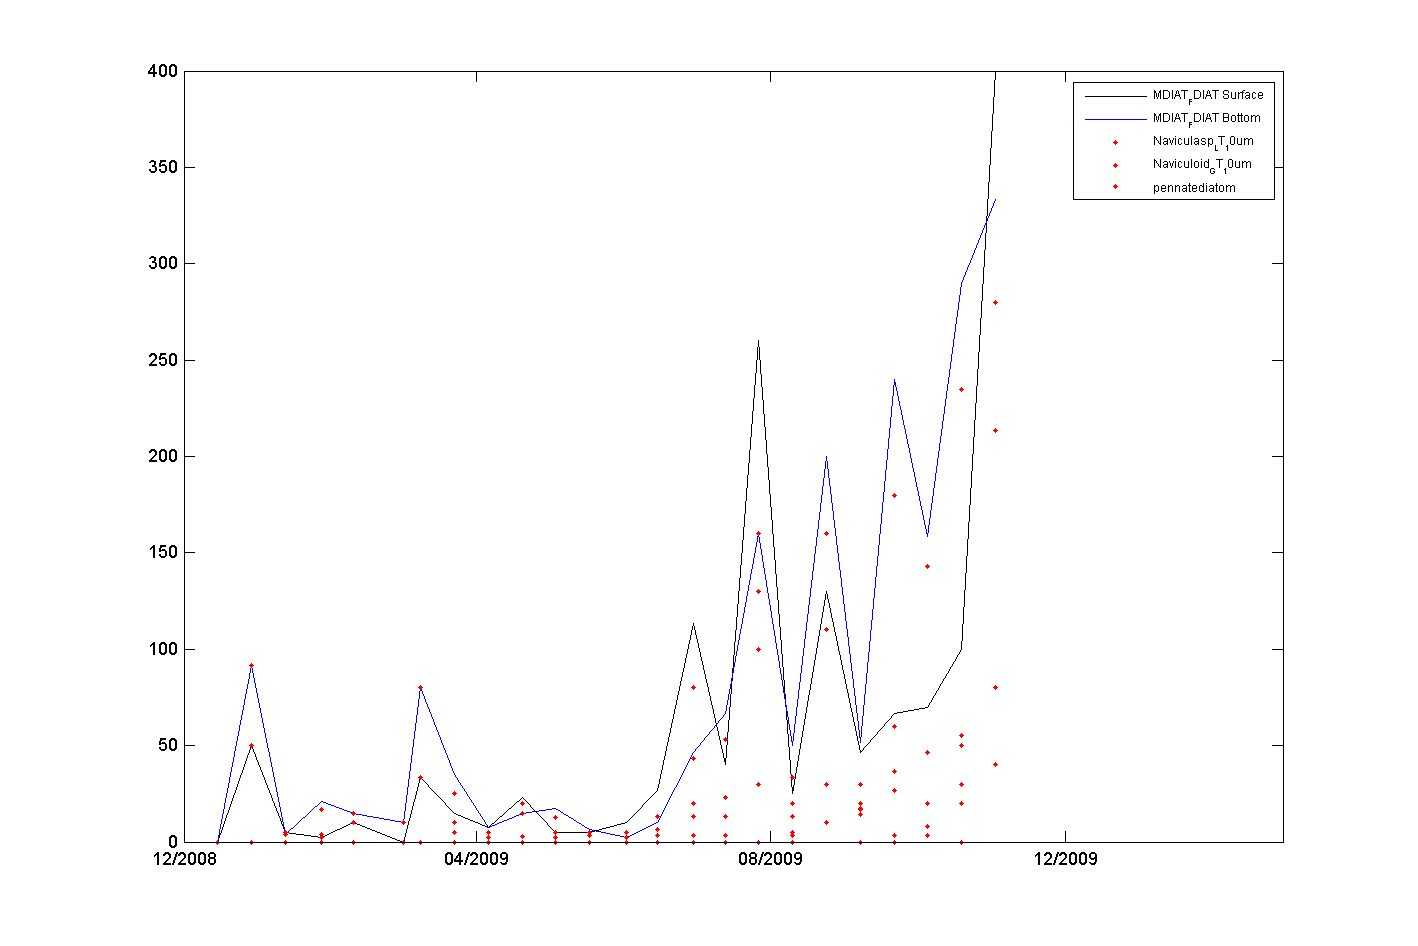 400
350
300
250
200
150
100
50
0
12/2008 04/2009 08/2009 12/2009
MDIAT_FDIAT Surface
MDIAT_FDIAT Bottom
Naviculasp_LT_10um
Naviculoid_GT_10um
pennatediatom